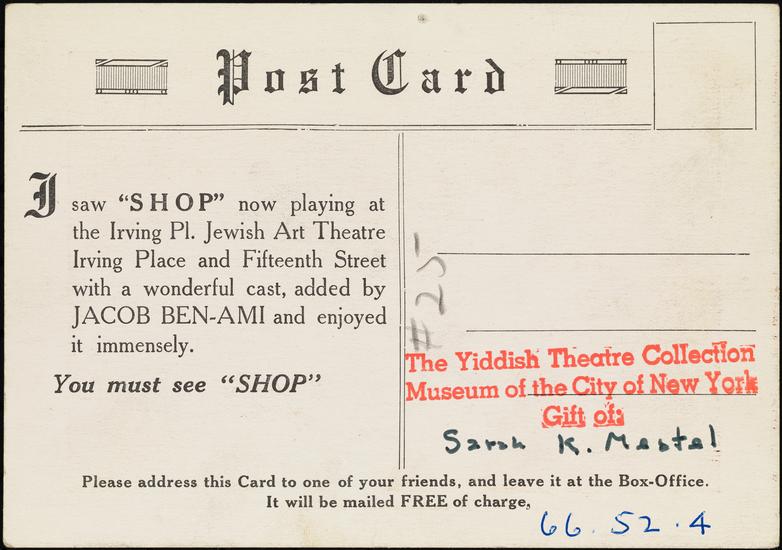 Post Card
I saw "SHOP" now playing at
the Irving Pl. Jewish Art Theatre
Irving Place and Fifteenth Street
with a wonderful cast, added by
JACOB BEN-AMI and enjoyed
it immensely.
You must see "SHOP"
#25
The Yiddish Theatre Collection
Museum of the City of New York
Gift of:
Sarah K. Mestel
Please address this Card to one of your friends, and leave it at the Box-Office.
It will be mailed FREE of charge,
66.52.4